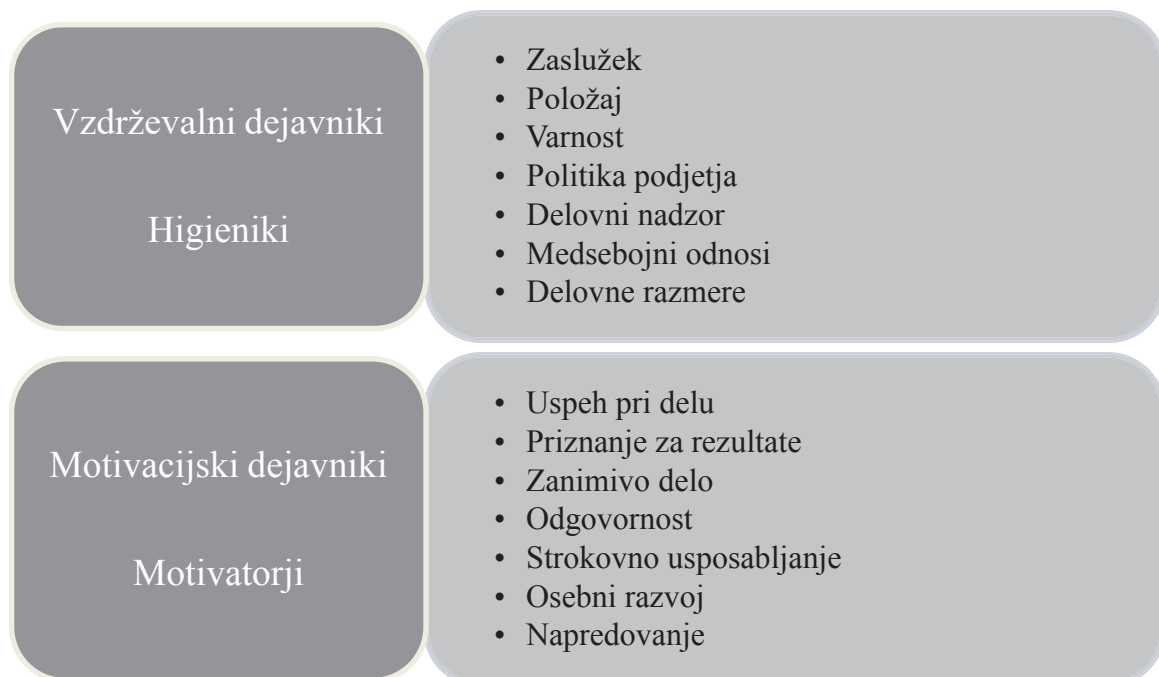 Vzdrževalni dejavniki
Higieniki
• Zaslužek
• Položaj
• Varnost
• Politika podjetja
• Delovni nadzor
• Medsebojni odnosi
• Delovne razmere
Motivacijski dejavniki
Motivatorji
• Uspeh pri delu
• Priznanje za rezultate
• Zanimivo delo
• Odgovornost
• Strokovno usposabljanje
• Osebni razvoj
• Napredovanje